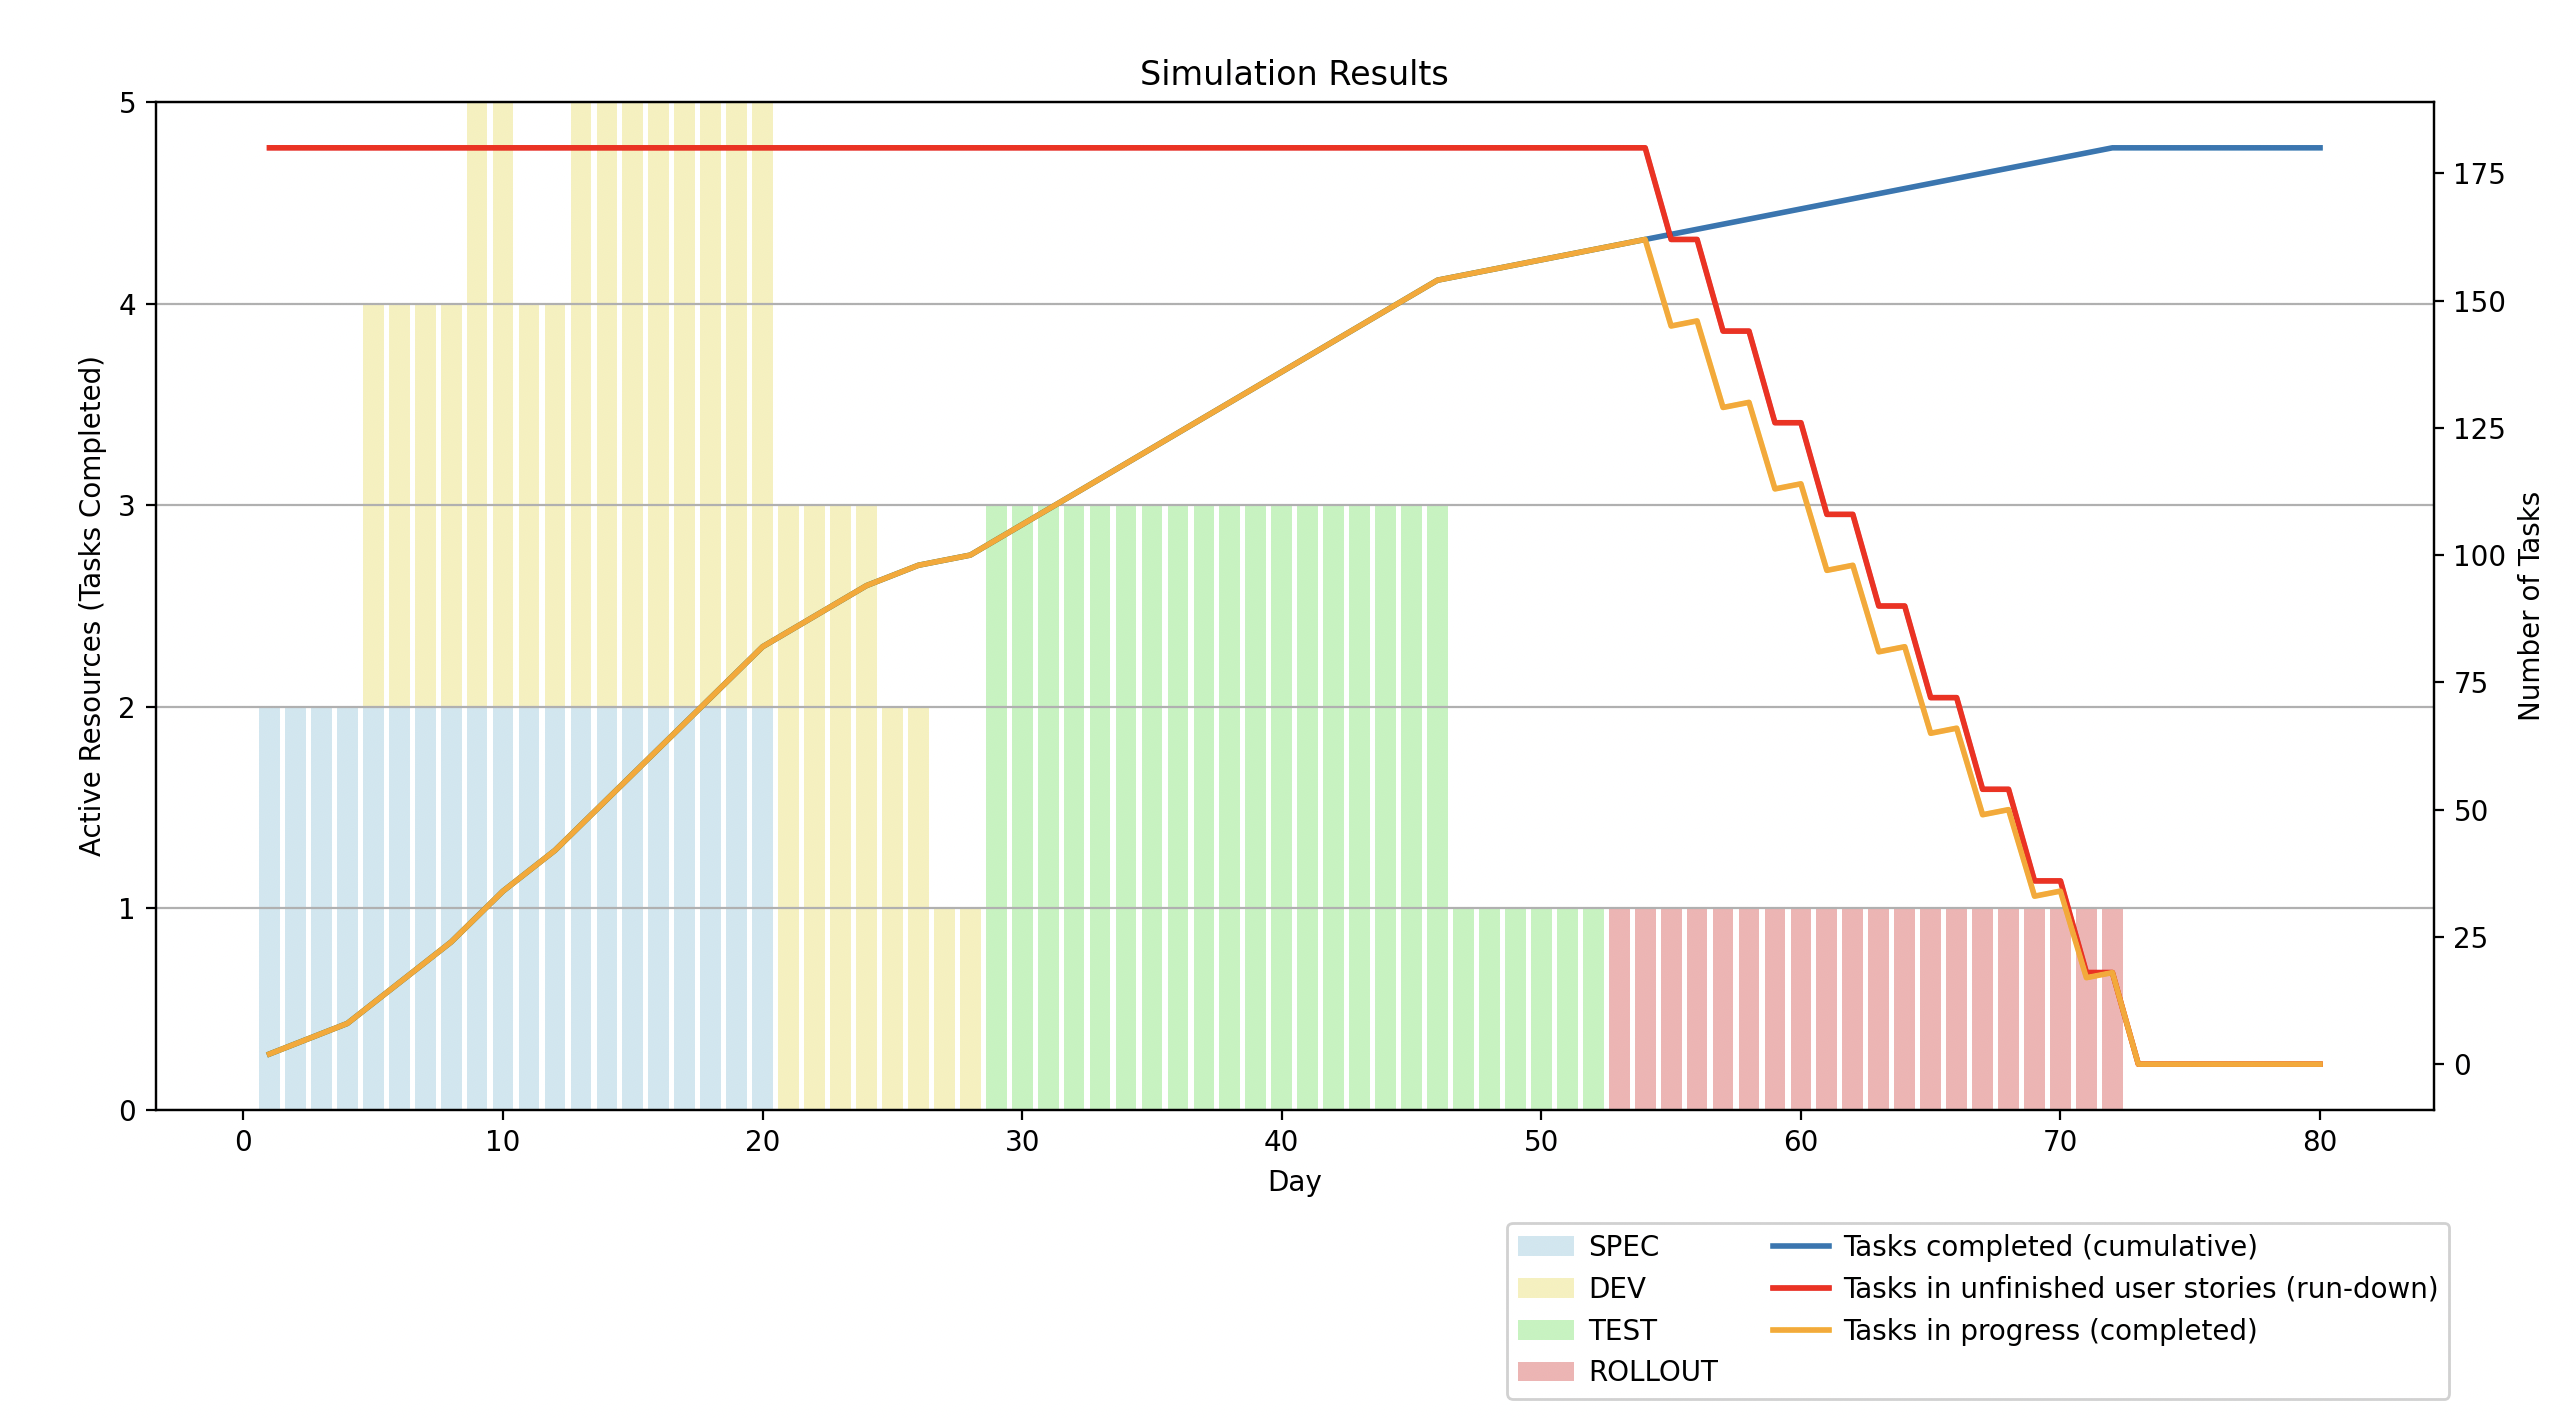 Simulation Results
5
4
3
2
1
0
Active Resources (Tasks Completed)
175
150
125
100
75
50
25
0
Number of Tasks
0 10 20 30 40 50 60 70 80
Day
SPEC
DEV
TEST
ROLLOUT
Tasks completed (cumulative)
Tasks in unfinished user stories (run-down)
Tasks in progress (completed)